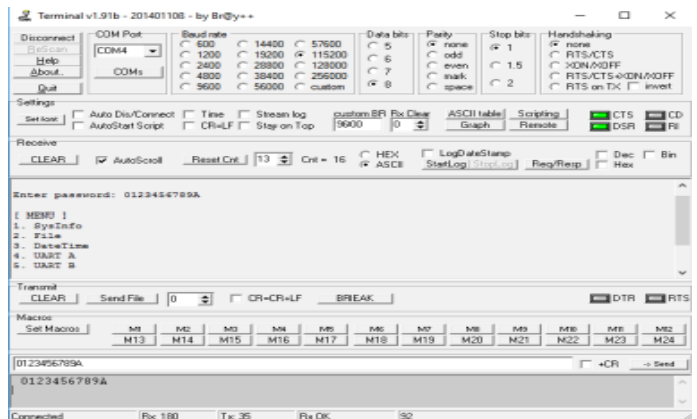 Terminal v1.91b - 201401108 - by Br@y++
Disconnect
ReScan
Help
About..
Quit
COM Port
COM4
COMs
Baud rate
600 14400 57600
1200 19200 115200
2400 28800 128000
4800 38400 256000
9600 56000 custom
Data bits
5
6
7
8
Parity
none
odd
even
mark
space
Stop bits
1
1.5
2
Handshaking
none
RTS/CTS
XON/XOFF
RTS/CTS+XON/XOFF
RTS on TX invert
Settings
Set font
Auto Dis/Connect Time Stream log
AutoStart Script CR=LF Stay on Top
custom BR Rx Clear
9600 0
ASCII table Scripting
Graph Remote
CTS CD
DSR RI
Receive
CLEAR AutoScroll Reset Cnt 13 Cnt = 16
HEX
ASCII
LogDateStamp
StartLog StopLog Req/Resp
Dec Bin
Hex
Enter password: 0123456789A
[ MENU ]
1. SysInfo
2. File
3. DateTime
4. UART A
5. UART B
Transmit
CLEAR Send File 0 CR=CR+LF BREAK DTR RTS
Macros
Set Macros M1 M2 M3 M4 M5 M6 M7 M8 M9 M10 M11 M12
M13 M14 M15 M16 M17 M18 M19 M20 M21 M22 M23 M24
0123456789A +CR -> Send
0123456789A
Connected Rx: 180 Tx: 35 Rx OK 92